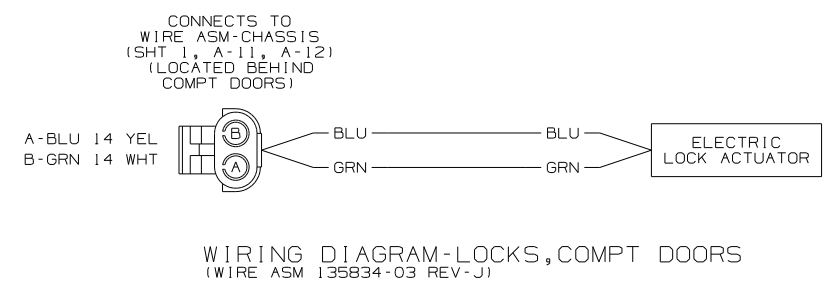 CONNECTS TO
WIRE ASM-CHASSIS
(SHT 1, A-11, A-12)
(LOCATED BEHIND
COMPT DOORS)
A-BLU 14 YEL
B-GRN 14 WHT
B
A
BLU BLU
GRN GRN
ELECTRIC
LOCK ACTUATOR
WIRING DIAGRAM-LOCKS,COMPT DOORS
(WIRE ASM 135834-03 REV-J)